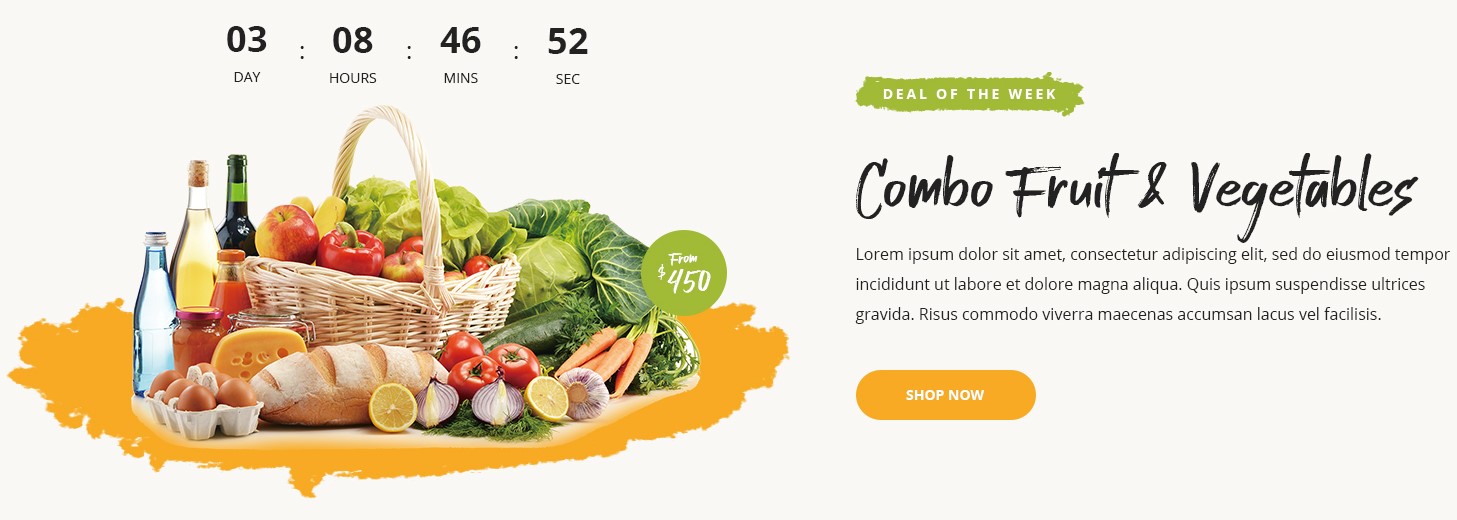 03 : 08 : 46 : 52
DAY HOURS MINS SEC
From
$450
DEAL OF THE WEEK
Combo Fruit & Vegetables
Lorem ipsum dolor sit amet, consectetur adipiscing elit, sed do eiusmod tempor
incididunt ut labore et dolore magna aliqua. Quis ipsum suspendisse ultrices
gravida. Risus commodo viverra maecenas accumsan lacus vel facilisis.
SHOP NOW